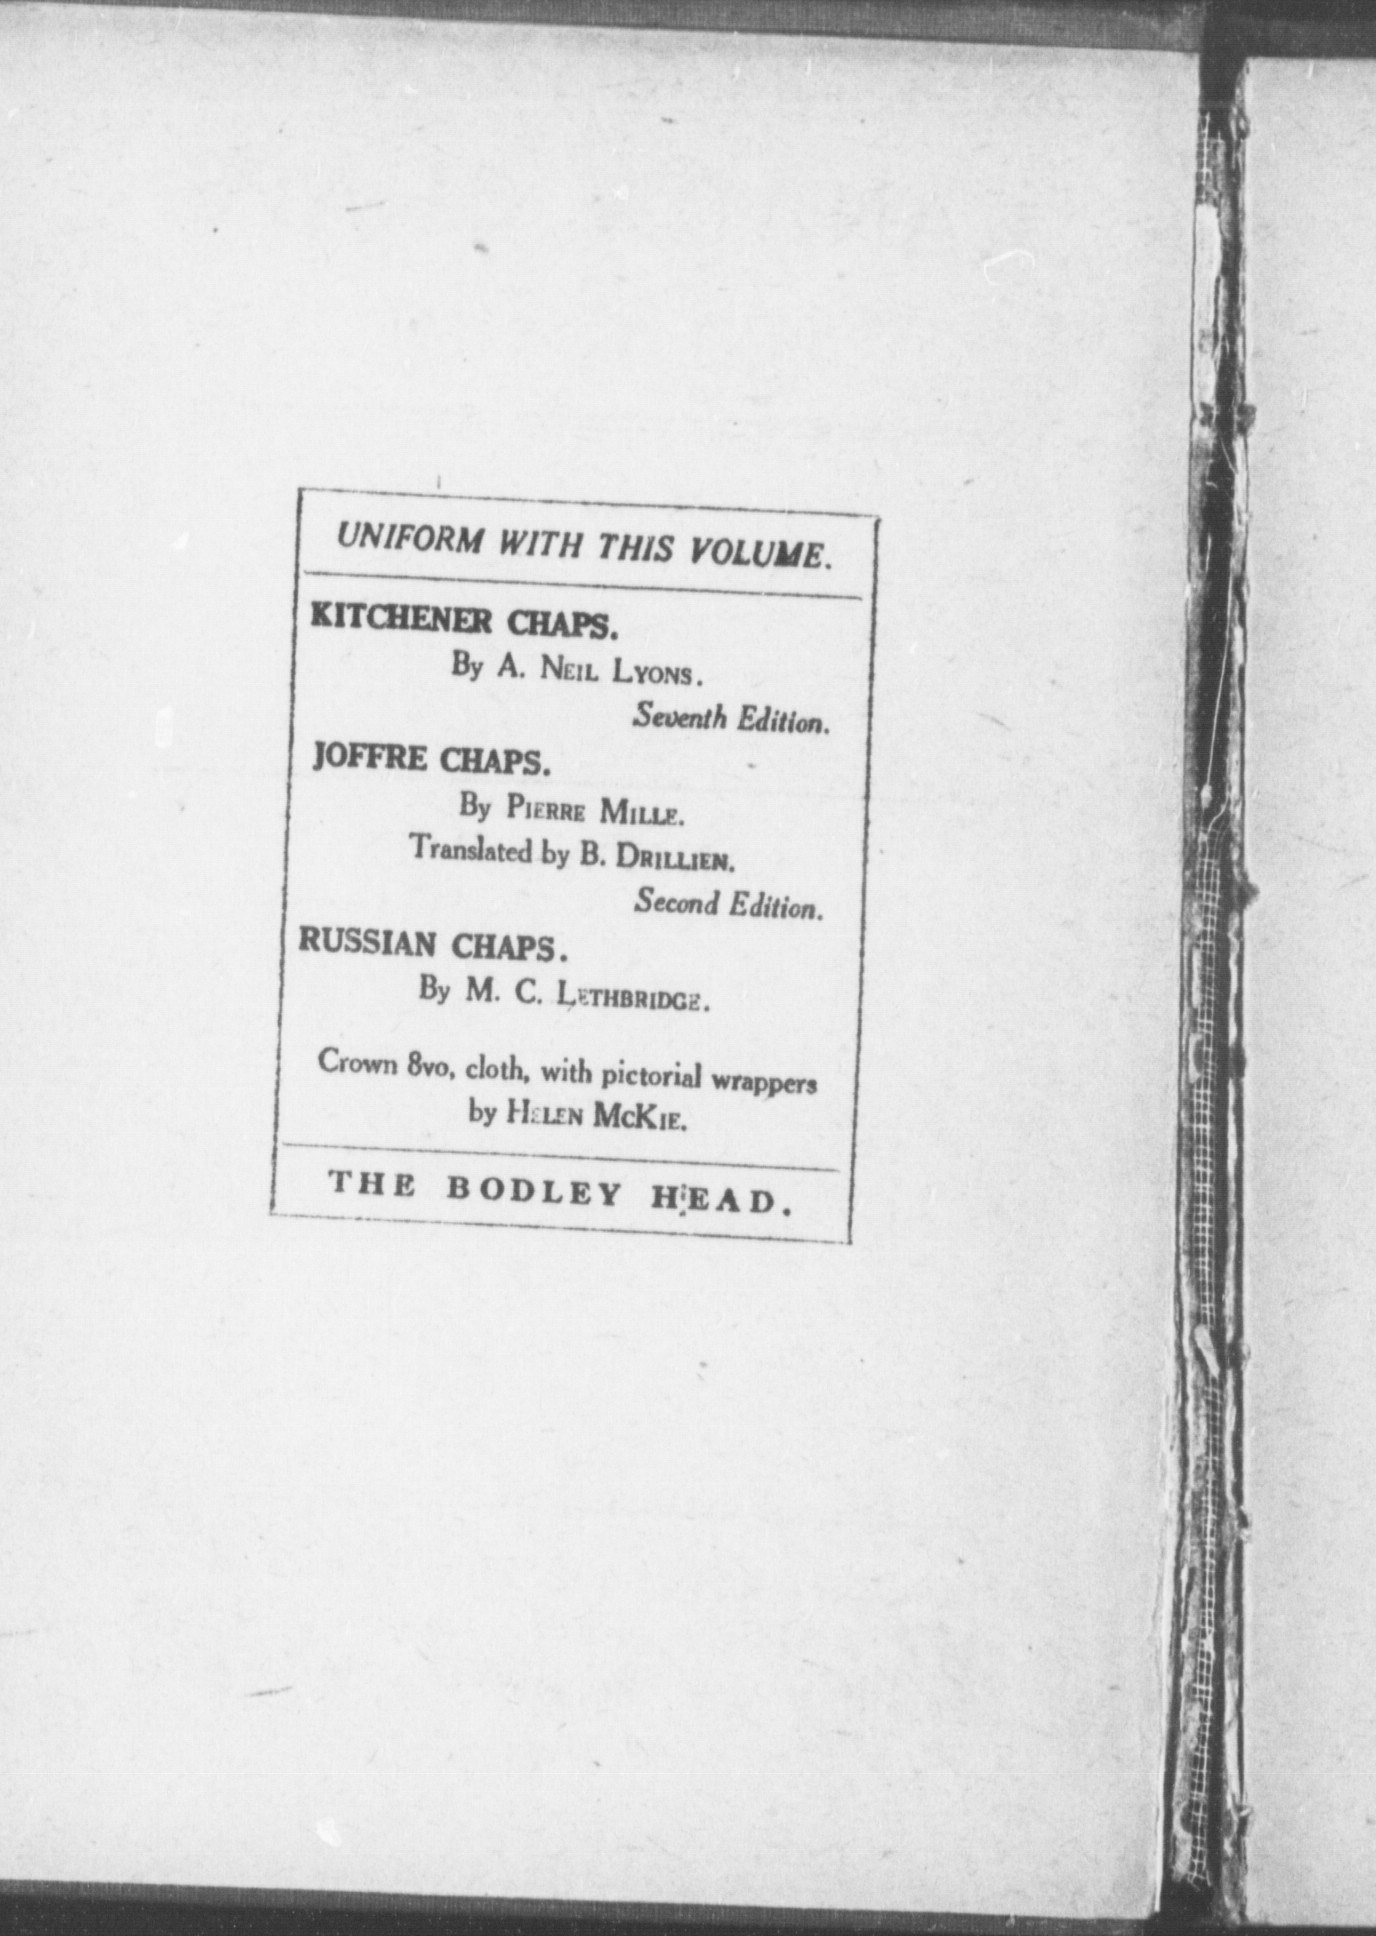 UNIFORM WITH THIS VOLUME.
KITCHENER CHAPS.
By A. NEIL LYONS.
Seventh Edition.
JOFFRE CHAPS.
By PIERRE MILLE.
Translated by B. DRILLIEN.
Second Edition.
RUSSIAN CHAPS.
By M. C. LETHBRIDGE.
Crown 8vo, cloth, with pictorial wrappers
by HELEN MCKIE.
THE BODLEY HEAD.